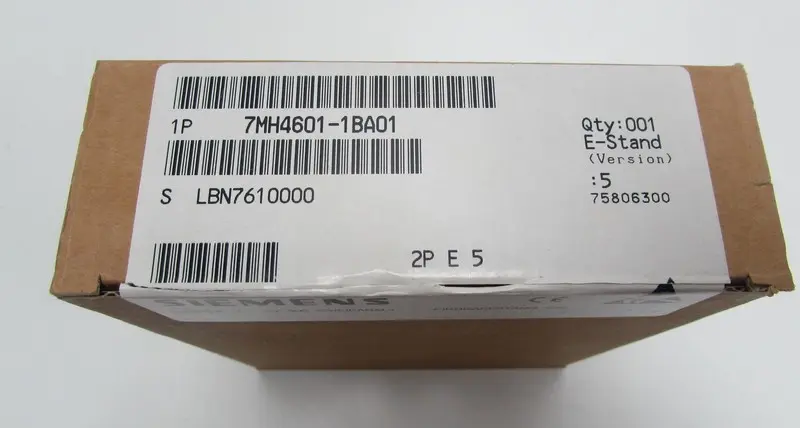 1P 7MH4601-1BA01
Qty:001
E-Stand
(Version)
:5
S LBN7610000
75806300
2P E 5
SIEMENS